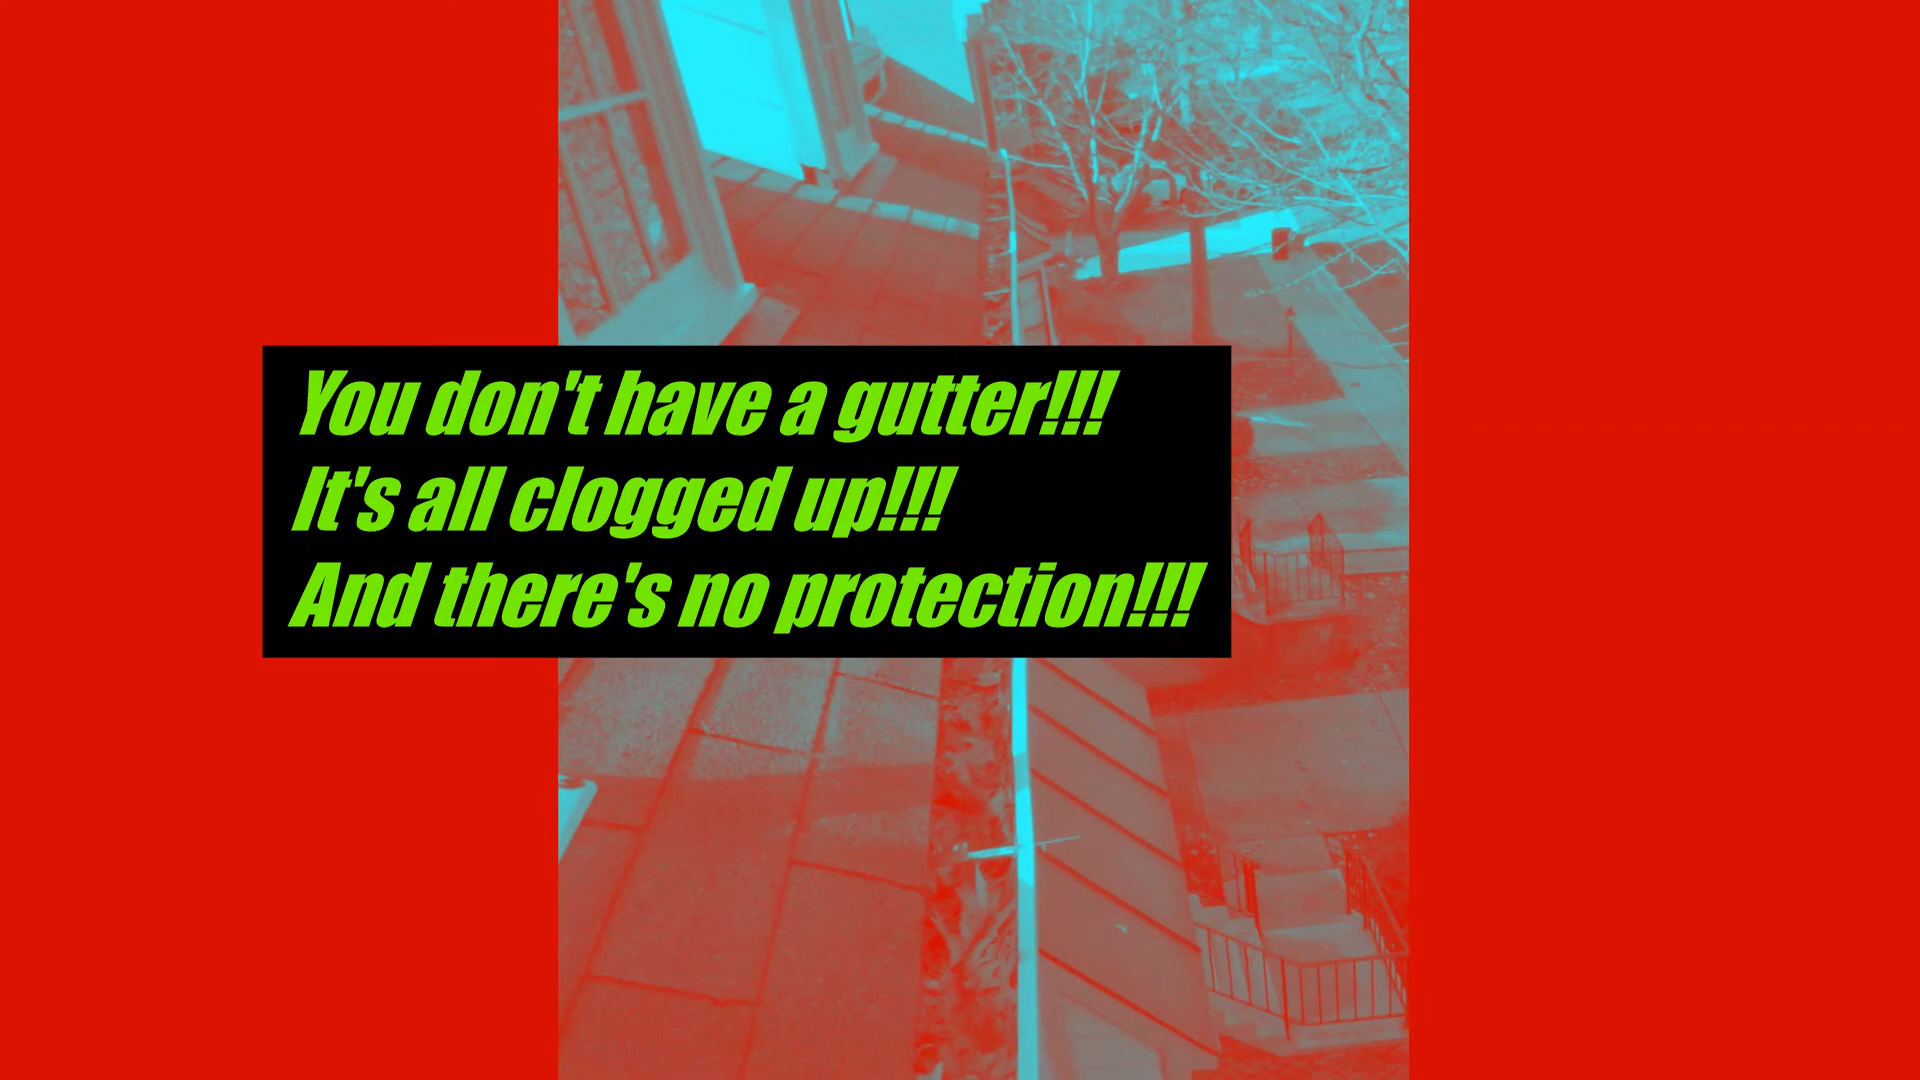 You don't have a gutter!!!
It's all clogged up!!!
And there's no protection!!!